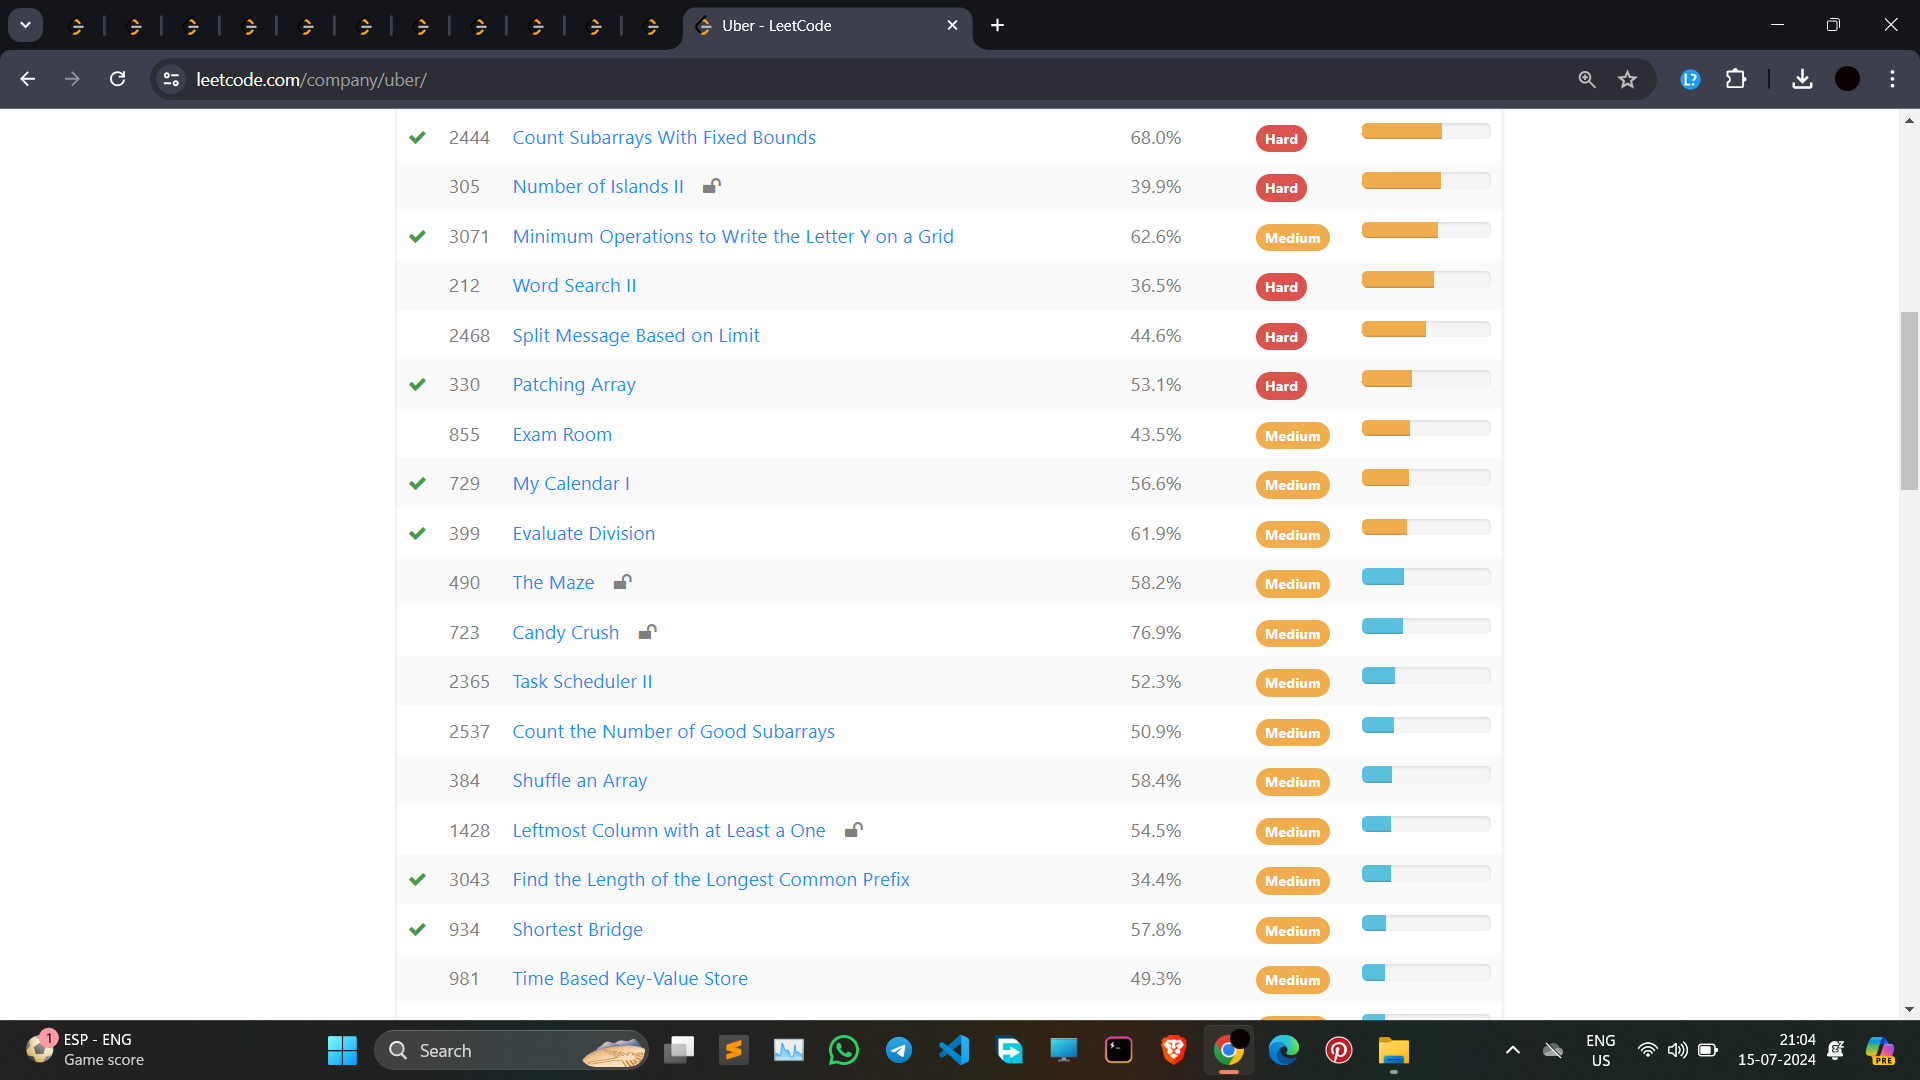 Uber - LeetCode
leetcode.com/company/uber/
2444 Count Subarrays With Fixed Bounds 68.0% Hard
305 Number of Islands II 39.9% Hard
3071 Minimum Operations to Write the Letter Y on a Grid 62.6% Medium
212 Word Search II 36.5% Hard
2468 Split Message Based on Limit 44.6% Hard
330 Patching Array 53.1% Hard
855 Exam Room 43.5% Medium
729 My Calendar I 56.6% Medium
399 Evaluate Division 61.9% Medium
490 The Maze 58.2% Medium
723 Candy Crush 76.9% Medium
2365 Task Scheduler II 52.3% Medium
2537 Count the Number of Good Subarrays 50.9% Medium
384 Shuffle an Array 58.4% Medium
1428 Leftmost Column with at Least a One 54.5% Medium
3043 Find the Length of the Longest Common Prefix 34.4% Medium
934 Shortest Bridge 57.8% Medium
981 Time Based Key-Value Store 49.3% Medium
1 ESP - ENG
Game score
Search
ENG
US
21:04
15-07-2024
PRE